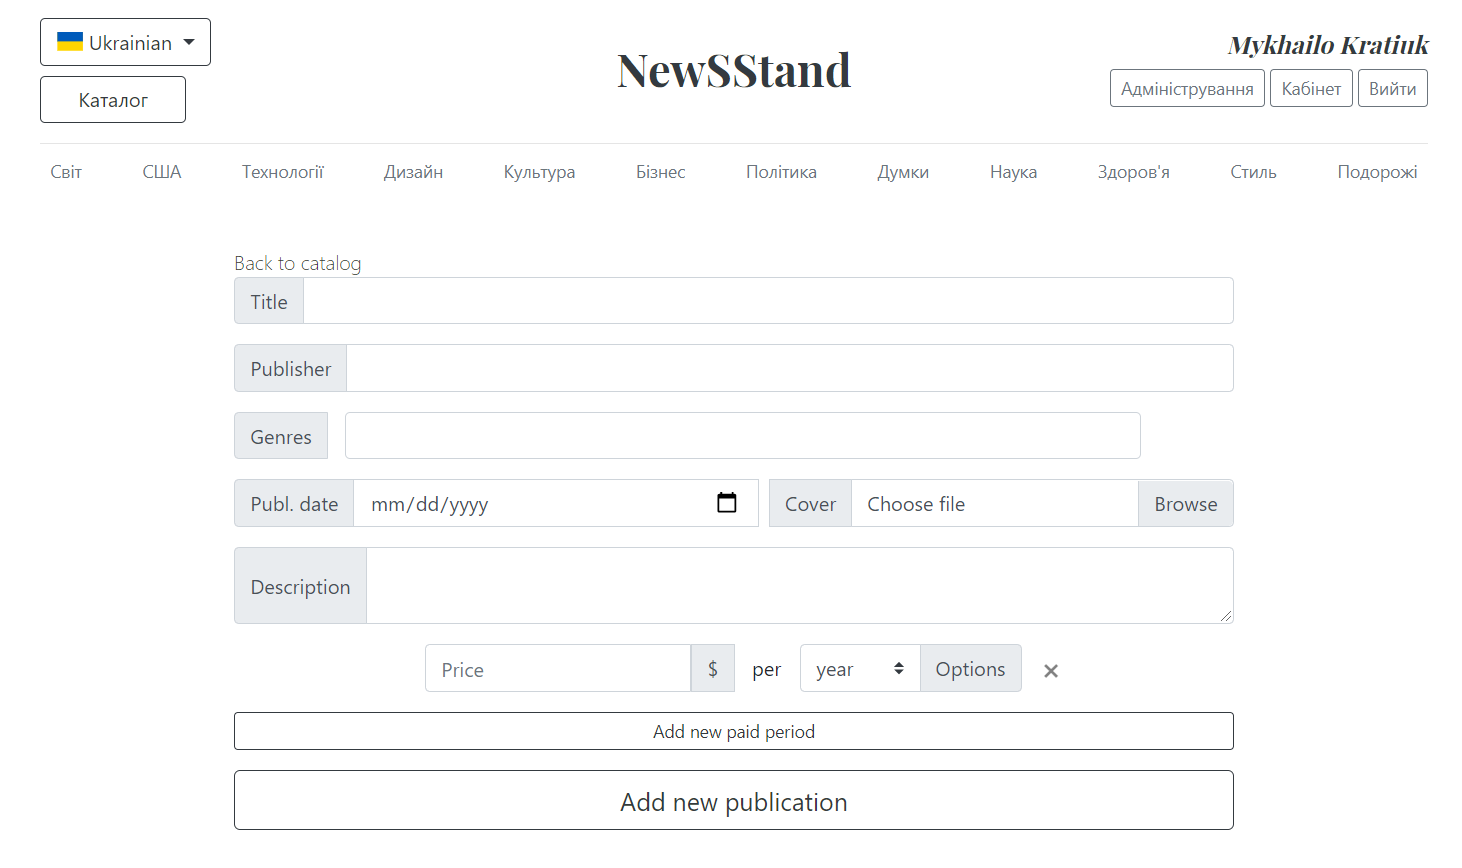 Ukrainian
Каталог
NewSStand
Mykhailo Kratiuk
Адміністрування Кабінет Вийти
Світ США Технології Дизайн Культура Бізнес Політика Думки Наука Здоров'я Стиль Подорожі
Back to catalog
Title
Publisher
Genres
Publ. date mm/dd/yyyy Cover Choose file Browse
Description
Price $ per year Options ×
Add new paid period
Add new publication